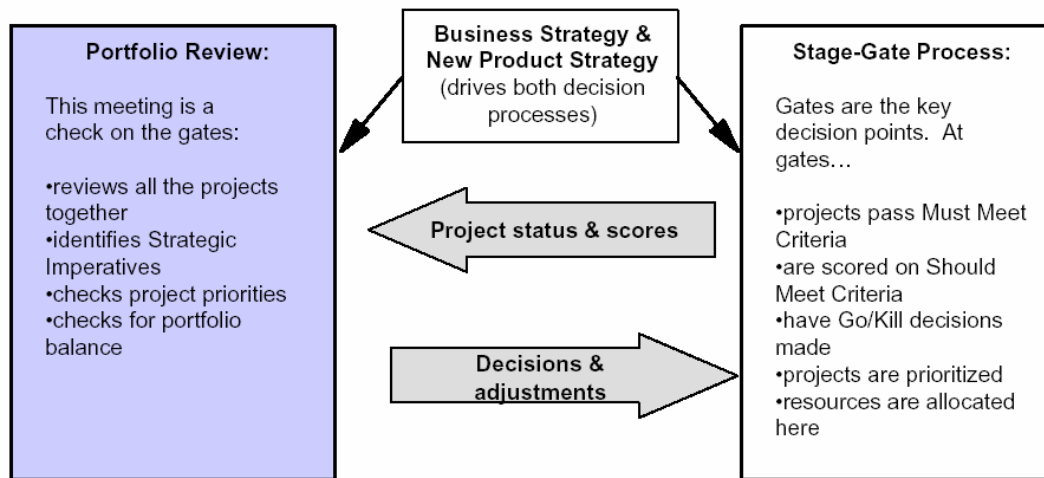 Portfolio Review:
This meeting is a
check on the gates:
•reviews all the projects
together
•identifies Strategic
Imperatives
•checks project priorities
•checks for portfolio
balance
Business Strategy &
New Product Strategy
(drives both decision
processes)
Project status & scores
Decisions &
adjustments
Stage-Gate Process:
Gates are the key
decision points.  At
gates…
•projects pass Must Meet
Criteria
•are scored on Should
Meet Criteria
•have Go/Kill decisions
made
•projects are prioritized
•resources are allocated
here